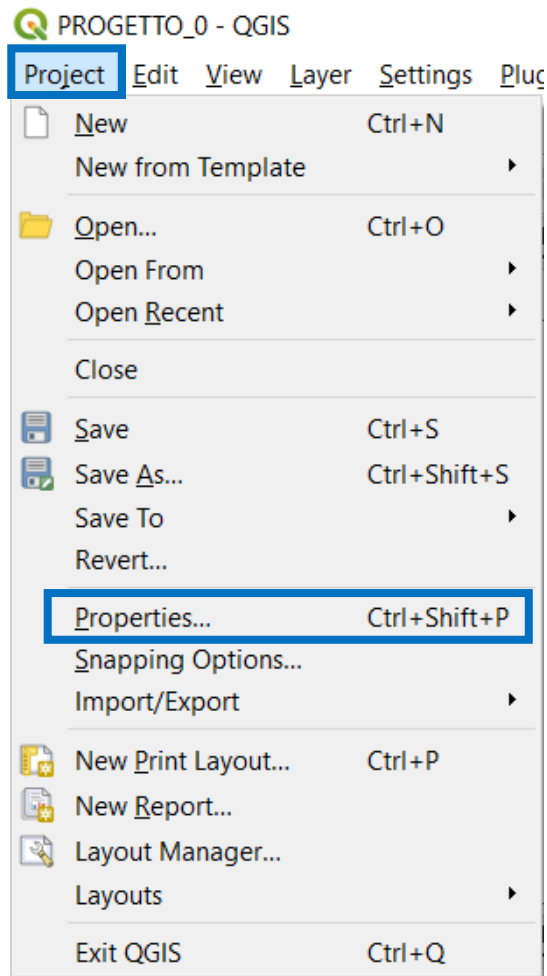 PROGETTO_0 - QGIS
Project Edit View Layer Settings
New Ctrl+N
New from Template
Open... Ctrl+O
Open From
Open Recent
Close
Save Ctrl+S
Save As... Ctrl+Shift+S
Save To
Revert...
Properties... Ctrl+Shift+P
Snapping Options...
Import/Export
New Print Layout... Ctrl+P
New Report...
Layout Manager...
Layouts
Exit QGIS Ctrl+Q